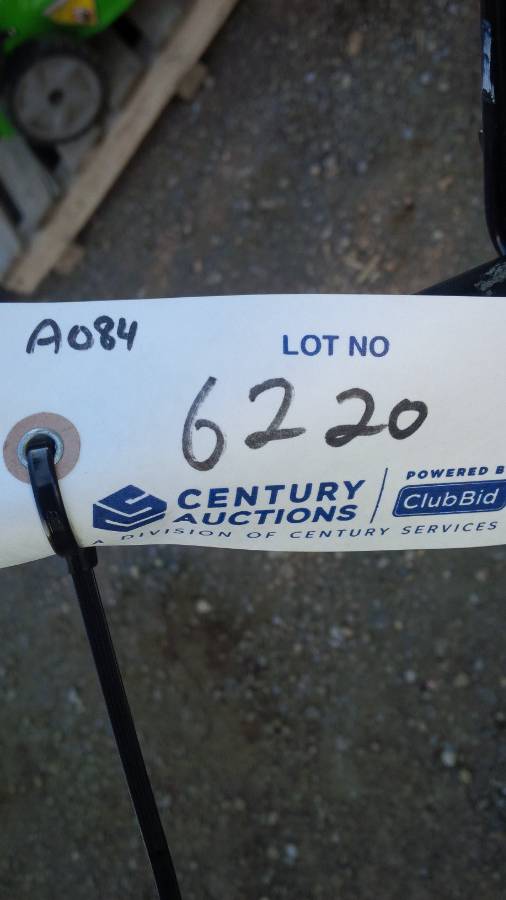 A084
LOT NO
6220
CENTURY
AUCTIONS
POWERED B
ClubBid
A DIVISION OF CENTURY SERVICES